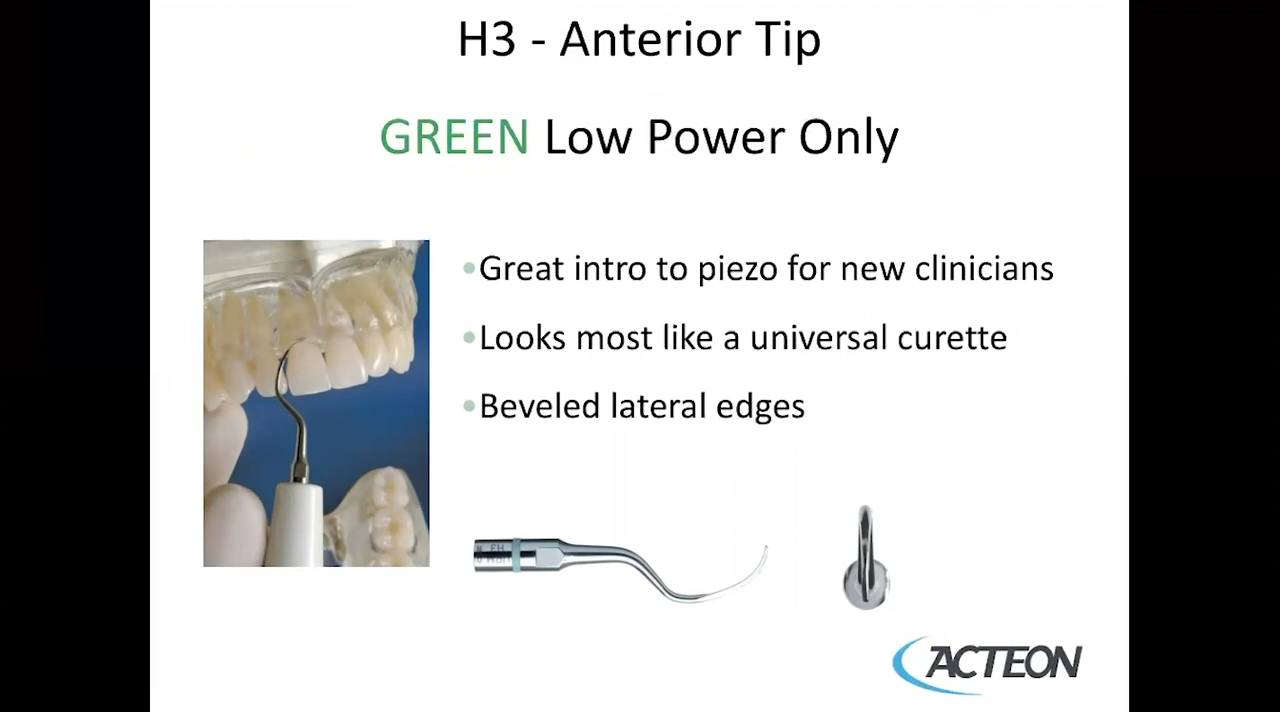 H3 - Anterior Tip
GREEN Low Power Only
•Great intro to piezo for new clinicians
•Looks most like a universal curette
•Beveled lateral edges
H3
ACTEON